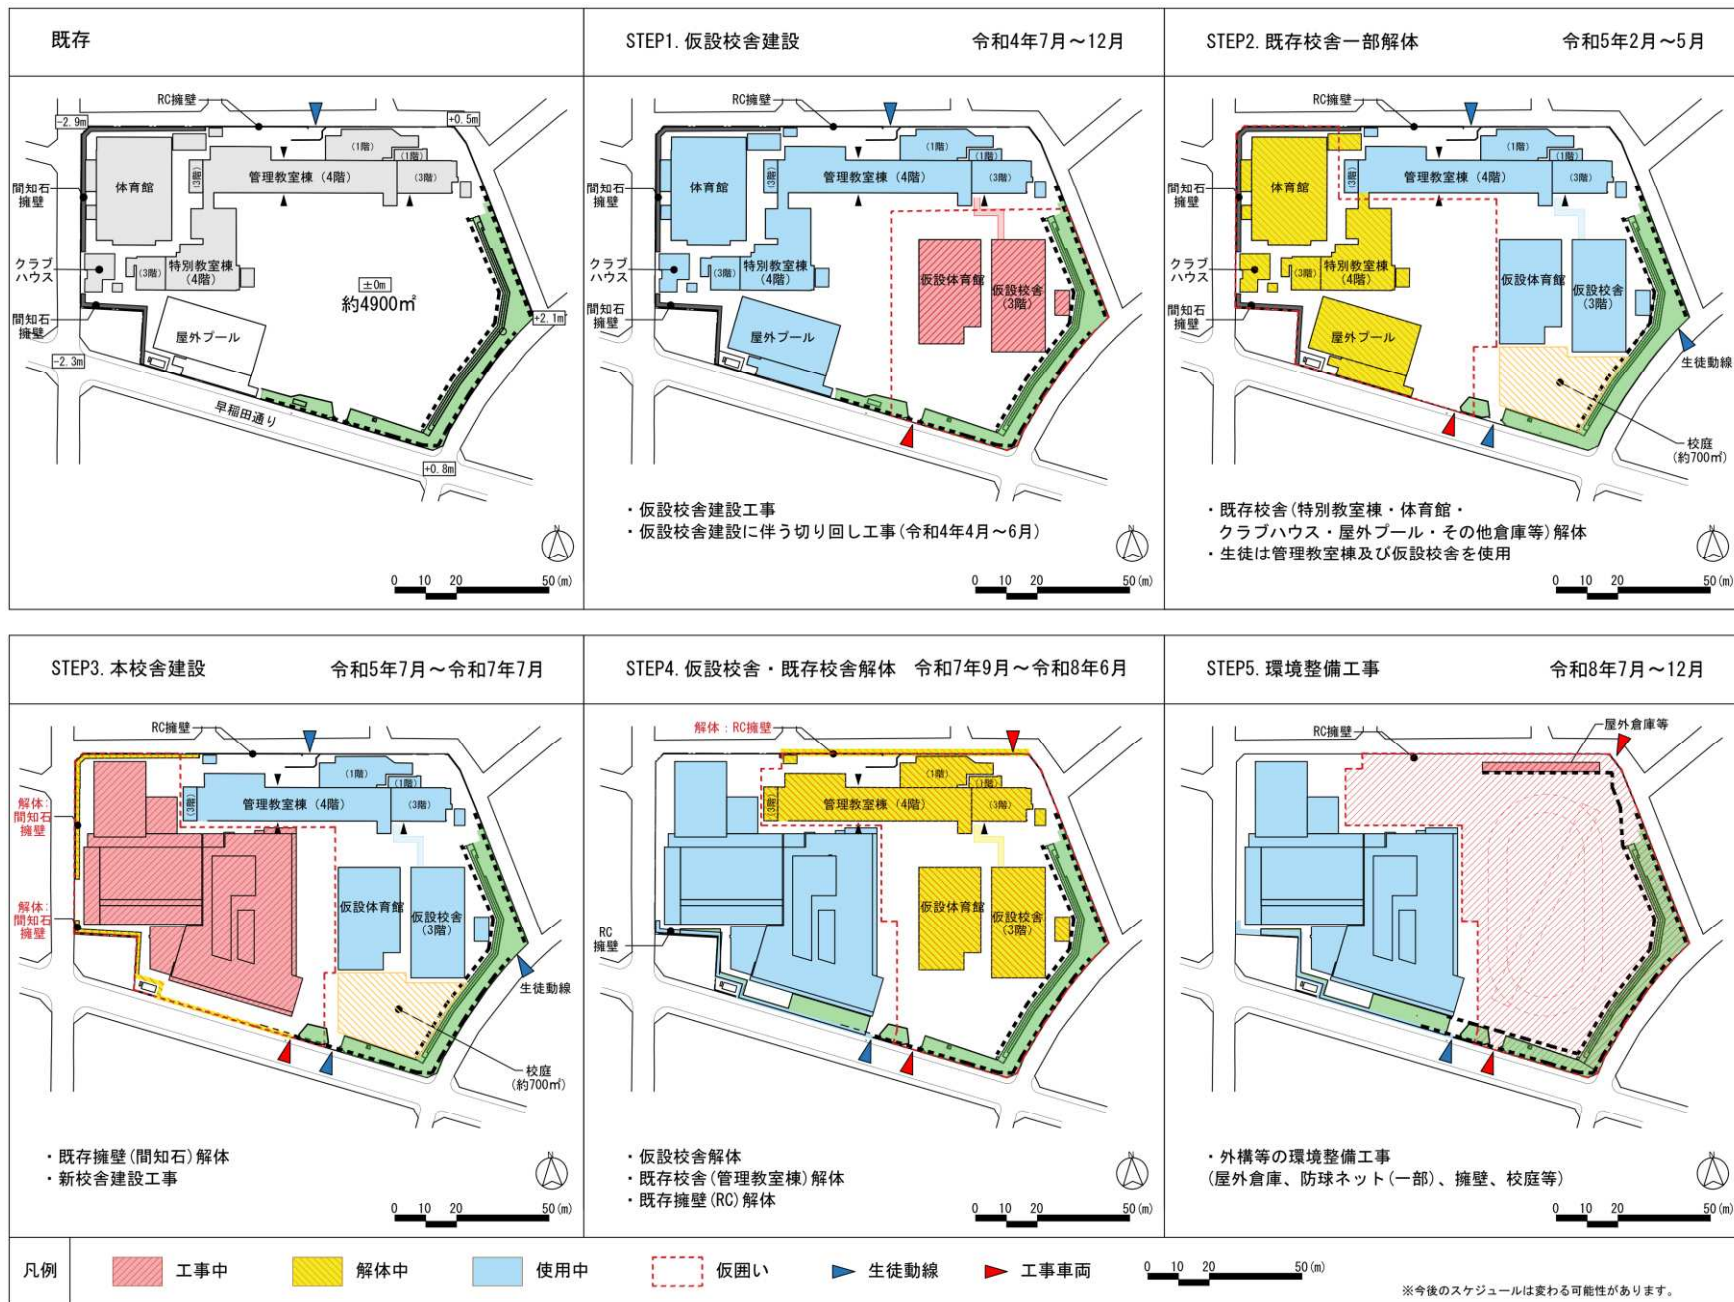 既存
RC擁壁
-2.9m
+0.5m
(1階)
(1階)
間知石
擁壁
体育館
(3階)
管理教室棟（4階）
(3階)
クラブ
ハウス
(3階)
特別教室棟
(4階)
±0m
約4900㎡
間知石
擁壁
+2.1m
屋外プール
-2.3m
早稲田通り
+0.8m
N
0 10 20 50(m)
STEP1. 仮設校舎建設 令和4年7月～12月
RC擁壁
(1階)
(1階)
間知石
擁壁
体育館
(3階)
管理教室棟（4階）
(3階)
クラブ
ハウス
(3階)
特別教室棟
(4階)
仮設体育館
仮設校舎
(3階)
間知石
擁壁
屋外プール
・仮設校舎建設工事
・仮設校舎建設に伴う切り回し工事(令和4年4月～6月)
N
0 10 20 50(m)
STEP2. 既存校舎一部解体 令和5年2月～5月
RC擁壁
(1階)
(1階)
間知石
擁壁
体育館
(3階)
管理教室棟（4階）
(3階)
クラブ
ハウス
(3階)
特別教室棟
(4階)
仮設体育館
仮設校舎
(3階)
間知石
擁壁
屋外プール
生徒動線
校庭
(約700㎡)
・既存校舎(特別教室棟・体育館・
クラブハウス・屋外プール・その他倉庫等)解体
・生徒は管理教室棟及び仮設校舎を使用
N
0 10 20 50(m)
STEP3. 本校舎建設 令和5年7月～令和7年7月
RC擁壁
(1階)
(1階)
解体:
間知石
擁壁
(3階)
管理教室棟（4階）
(3階)
解体:
間知石
擁壁
仮設体育館
仮設校舎
(3階)
生徒動線
校庭
(約700㎡)
・既存擁壁(間知石)解体
・新校舎建設工事
N
0 10 20 50(m)
STEP4. 仮設校舎・既存校舎解体 令和7年9月～令和8年6月
解体：RC擁壁
(1階)
(1階)
(3階)
管理教室棟（4階）
(3階)
仮設体育館
仮設校舎
(3階)
RC
擁壁
・仮設校舎解体
・既存校舎(管理教室棟)解体
・既存擁壁(RC)解体
N
0 10 20 50(m)
STEP5. 環境整備工事 令和8年7月～12月
RC擁壁
屋外倉庫等
・外構等の環境整備工事
(屋外倉庫、防球ネット(一部)、擁壁、校庭等)
N
0 10 20 50(m)
凡例 工事中 解体中 使用中 仮囲い 生徒動線 工事車両 0 10 20 50(m)
※今後のスケジュールは変わる可能性があります。